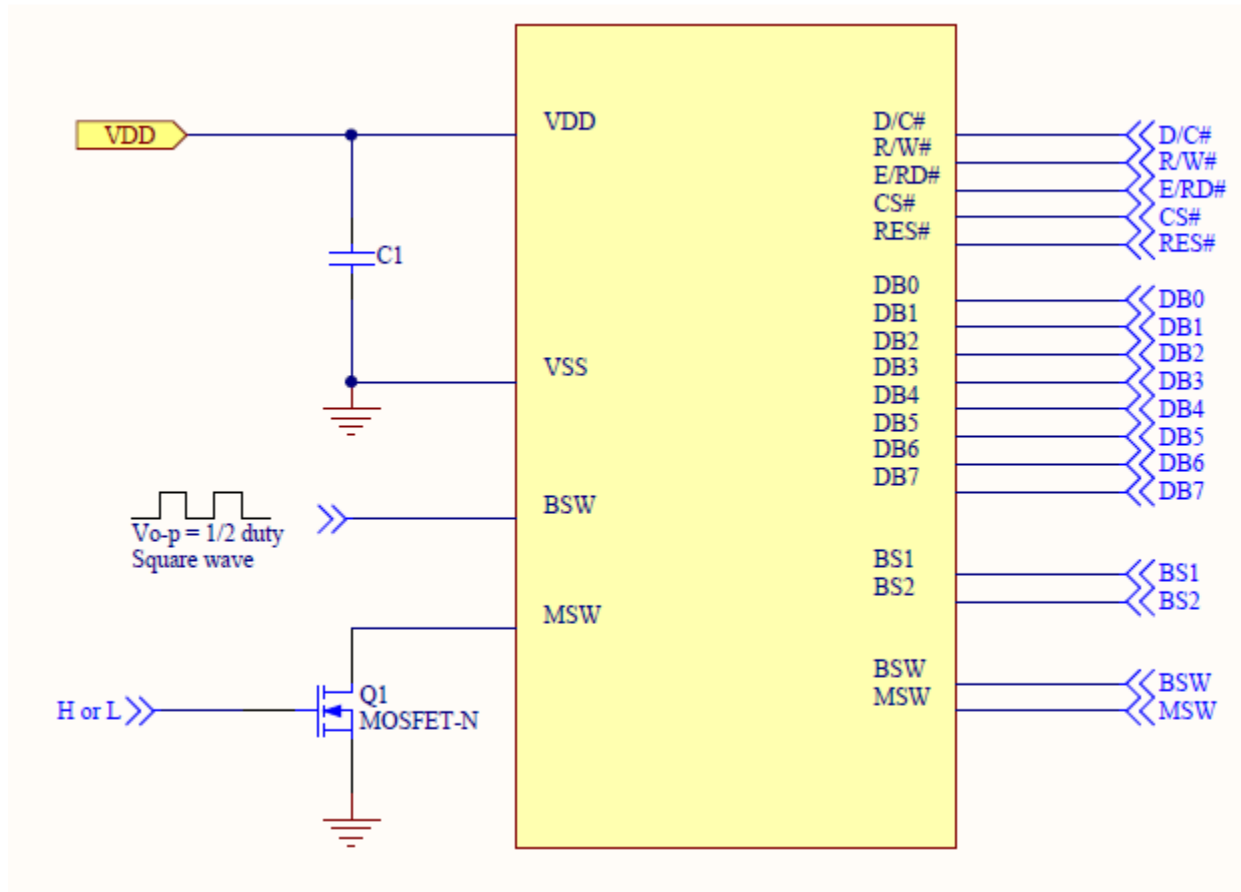 VDD
VDD
C1
VSS
Vo-p = 1/2 duty
Square wave
BSW
MSW
H or L
Q1
MOSFET-N
D/C# D/C#
R/W# R/W#
E/RD# E/RD#
CS# CS#
RES# RES#
DB0 DB0
DB1 DB1
DB2 DB2
DB3 DB3
DB4 DB4
DB5 DB5
DB6 DB6
DB7 DB7
BS1 BS1
BS2 BS2
BSW BSW
MSW MSW